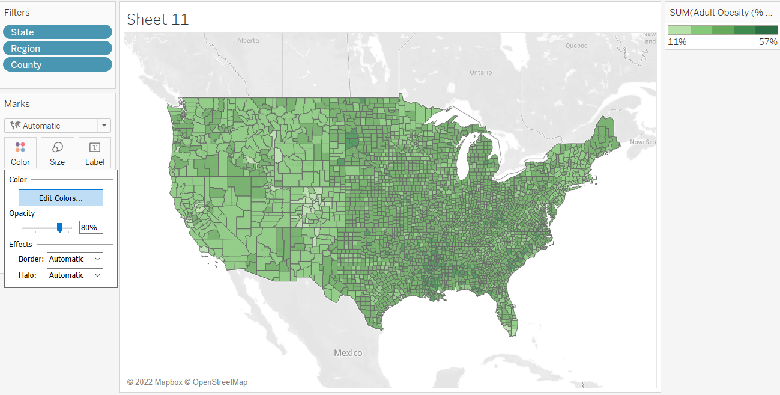 Filters
State
Region
County
Marks
Automatic
Color
Size
Label
Color
Edit Colors...
Opacity
80%
Effects
Border: Automatic
Halo: Automatic
Sheet 11
Alberta
Quebec
Ontario
Mexico
© 2022 Mapbox © OpenStreetMap
SUM(Adult Obesity (% ...
11%
57%